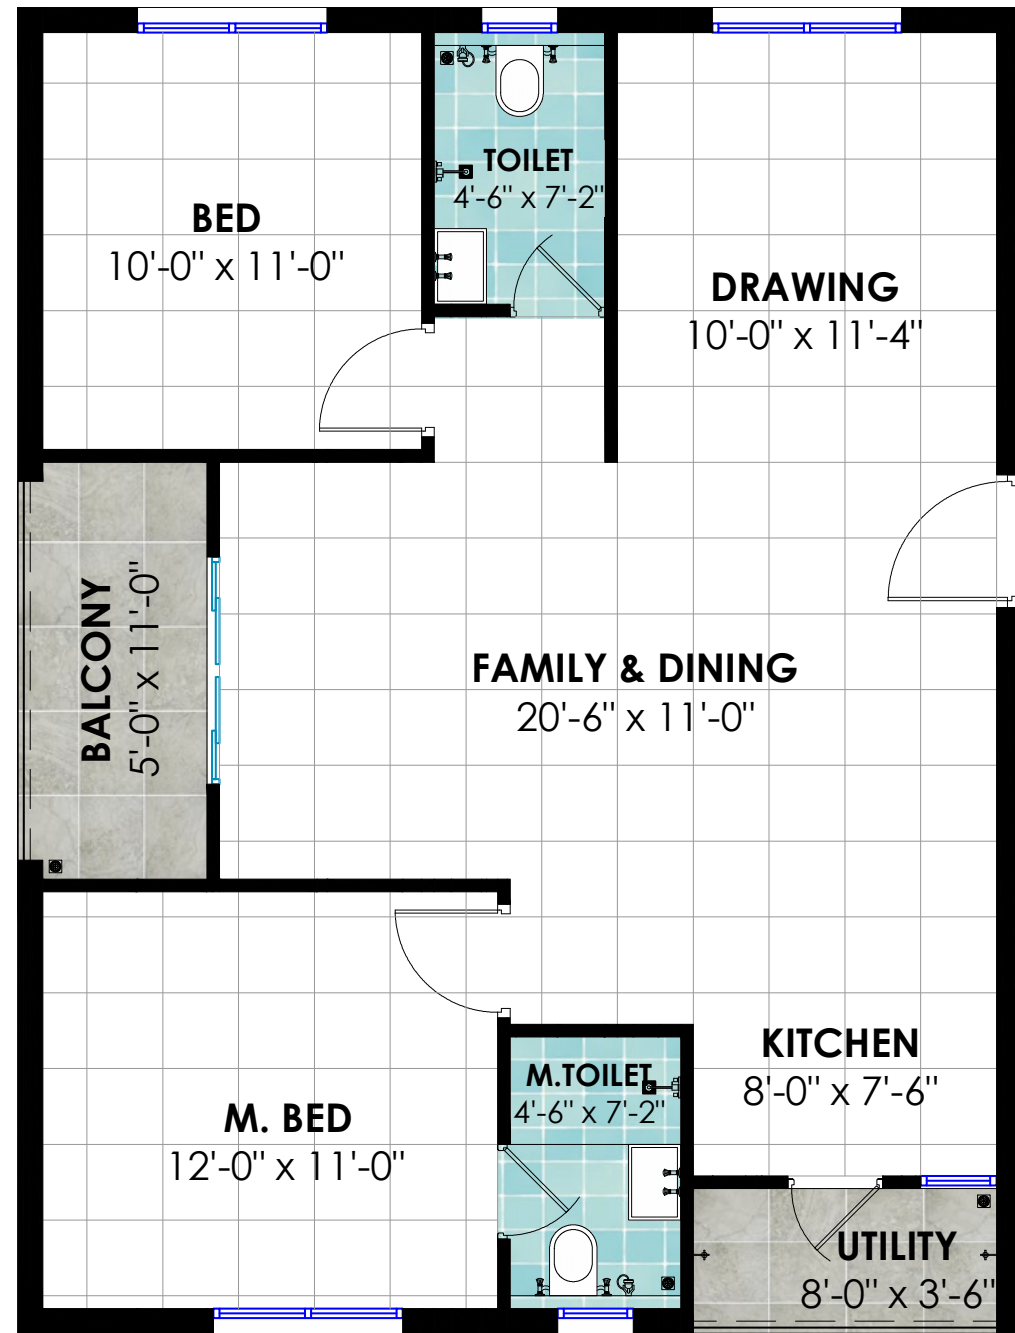 TOILET
4'-6" x 7'-2"
BED
10'-0" x 11'-0"
DRAWING
10'-0" x 11'-4"
BALCONY
5'-0" x 11'-0"
FAMILY & DINING
20'-6" x 11'-0"
KITCHEN
8'-0" x 7'-6"
M.TOILET
4'-6" x 7'-2"
M. BED
12'-0" x 11'-0"
UTILITY
8'-0" x 3'-6"